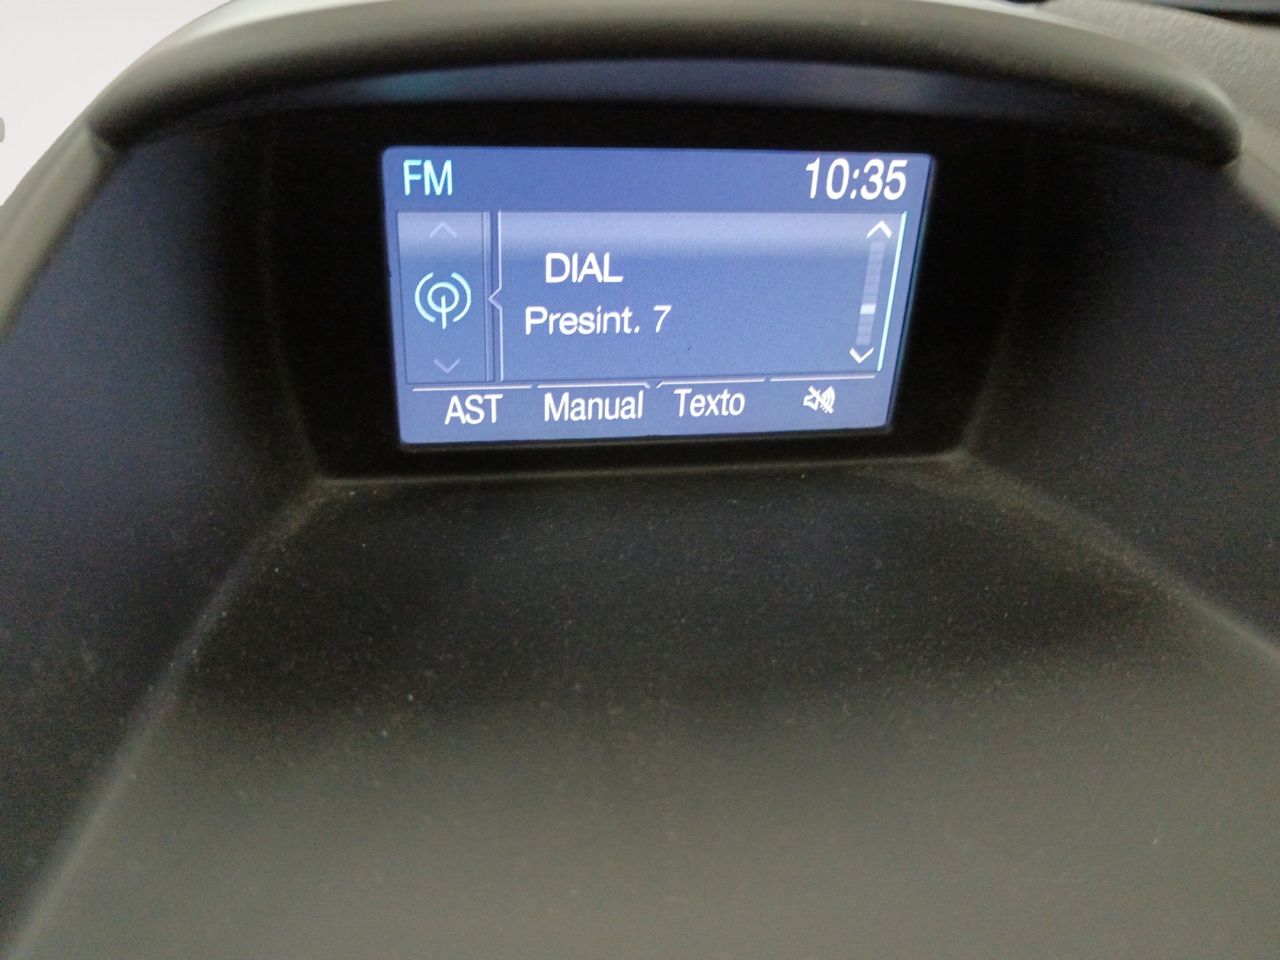 FM 10:35
DIAL
Presint. 7
AST Manual Texto